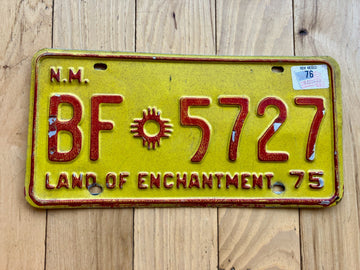 N.M.
NEW MEXICO
76
BF 5727
LAND OF ENCHANTMENT 75